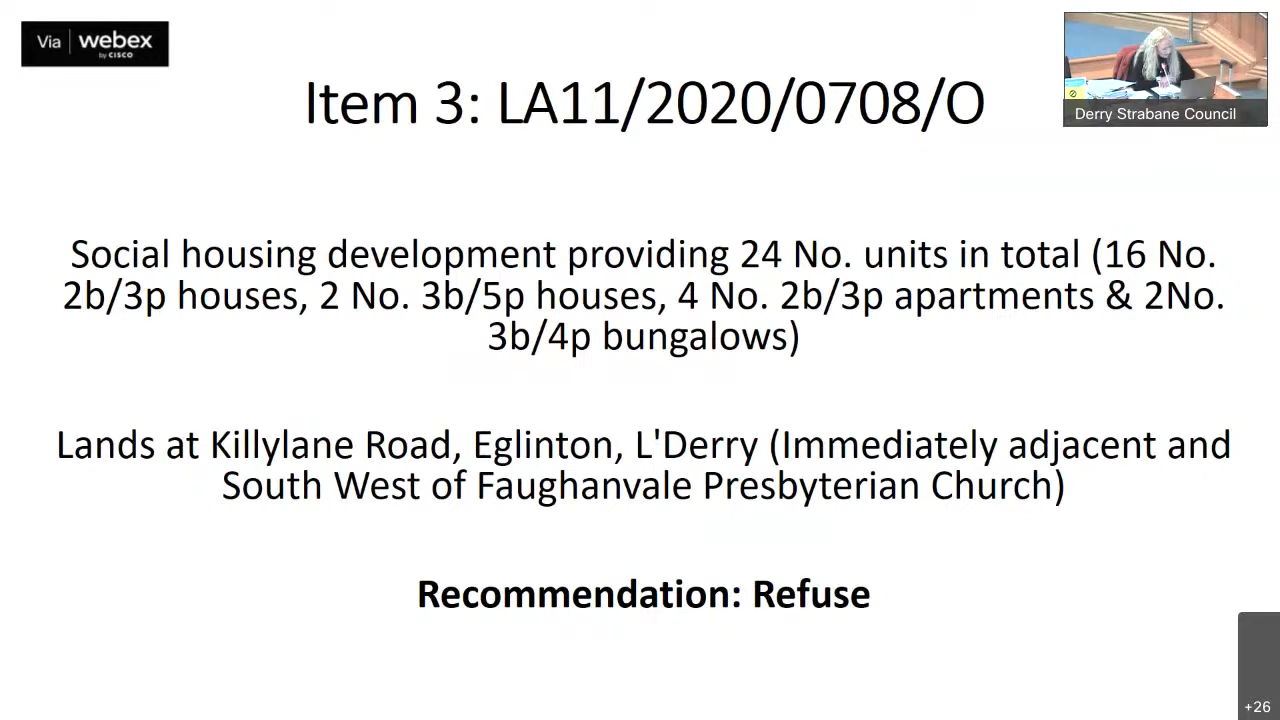 Via webex
by CISCO
Item 3: LA11/2020/0708/O
Derry Strabane Council
Social housing development providing 24 No. units in total (16 No.
2b/3p houses, 2 No. 3b/5p houses, 4 No. 2b/3p apartments & 2No.
3b/4p bungalows)
Lands at Killylane Road, Eglinton, L'Derry (Immediately adjacent and
South West of Faughanvale Presbyterian Church)
Recommendation: Refuse
+26